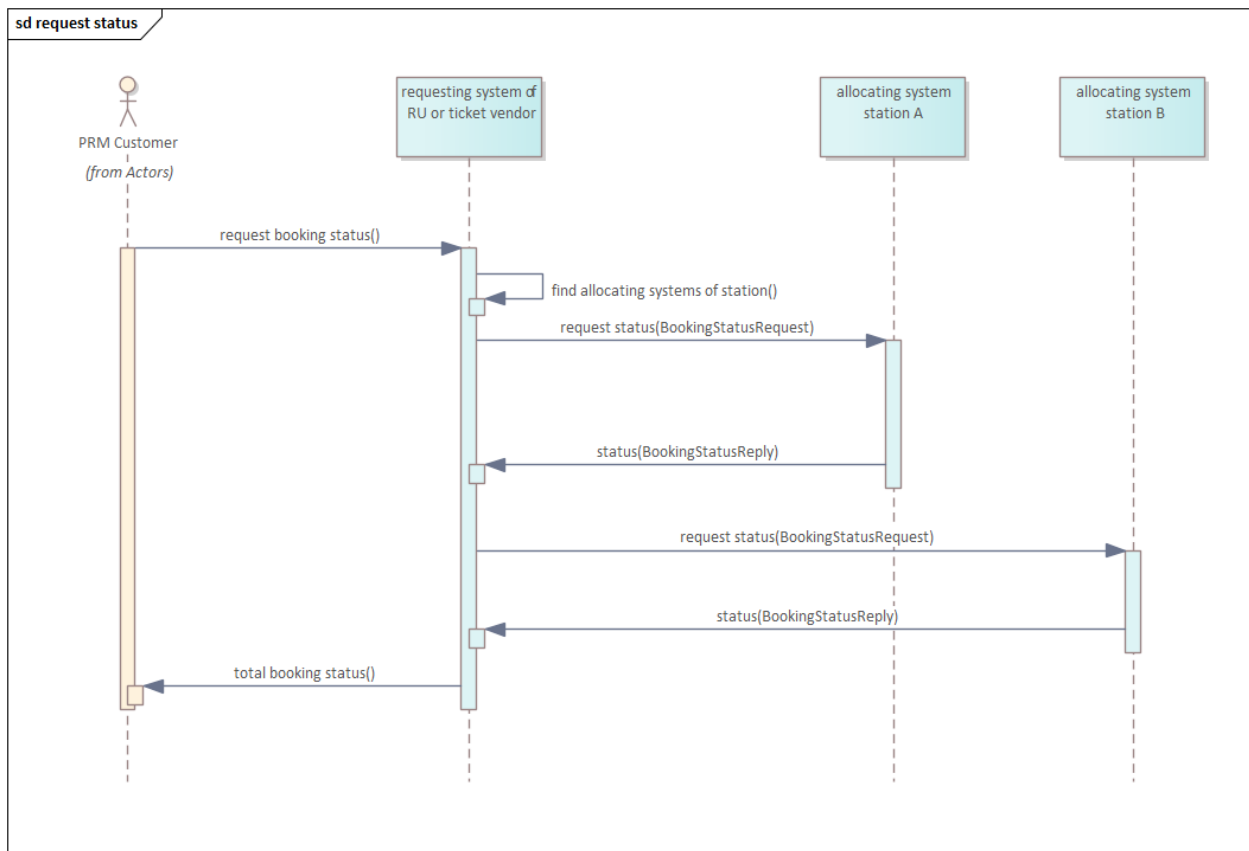 sd request status
requesting system of
RU or ticket vendor
allocating system
station A
allocating system
station B
PRM Customer
(from Actors)
request booking status()
find allocating systems of station()
request status(BookingStatusRequest)
status(BookingStatusReply)
request status(BookingStatusRequest)
status(BookingStatusReply)
total booking status()